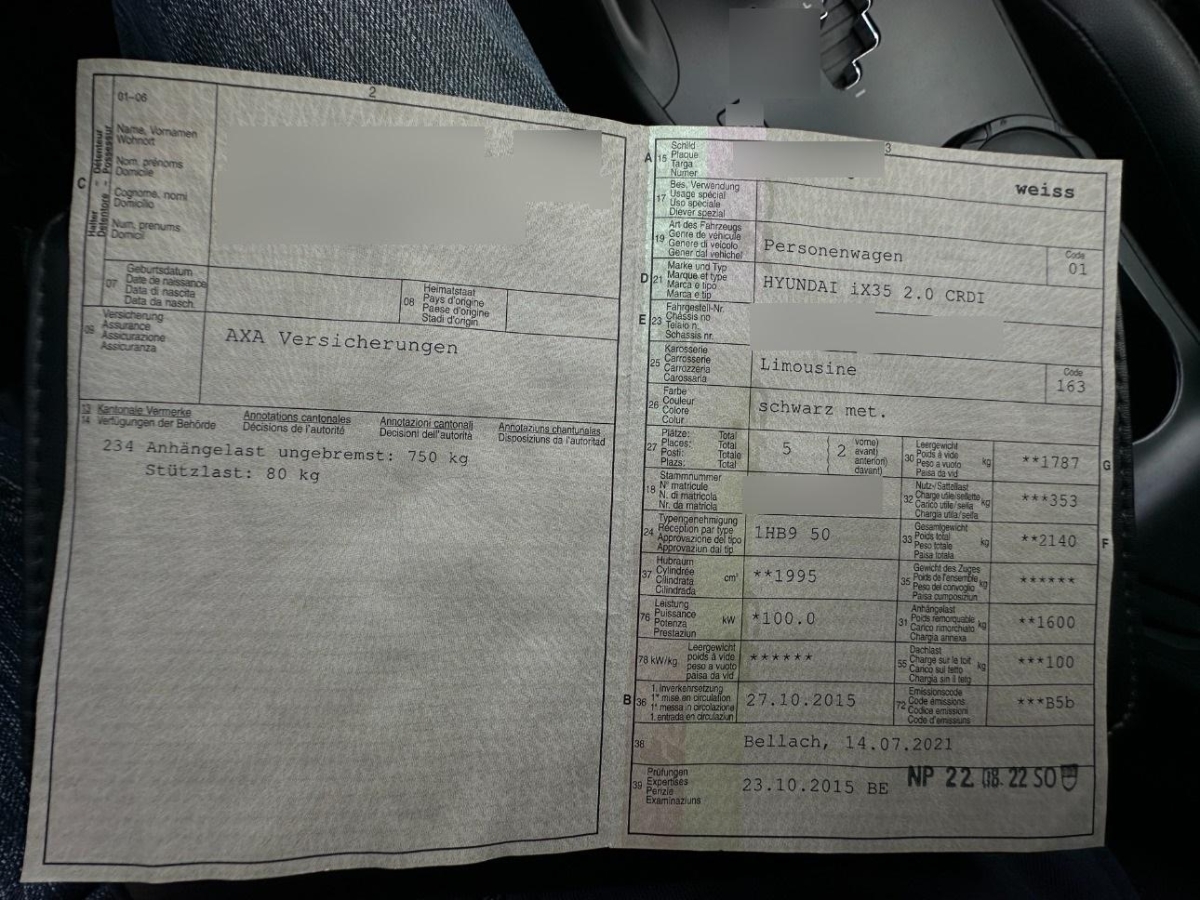 2
01-06
C
Halter Détenteur
Detentore Possessur
Name, Vornamen
Wohnort
Nom, prénoms
Domicile
Cognome, nomi
Domicilio
Num, prenums
Domicil
07 Geburtsdatum
Date de naissance
Data di nascita
Data da nasch.
08 Heimatstaat
Pays d'origine
Paese d'origine
Stadi d'origin.
09 Versicherung
Assurance
Assicurazione
Assicuranza
AXA Versicherungen
13 Kantonale Vermerke Annotations cantonales Annotazioni cantonali Annotaziuns chantunalas
14 Verfügungen der Behörde Décisions de l'autorité Decisioni dell'autorità Disposiziuns da l'autoritad
234 Anhängelast ungebremst: 750 kg
Stützlast: 80 kg
3
A 15 Schild
Plaque
Targa
Numer
weiss
17 Bes. Verwendung
Usage spécial
Uso speciale
Diever spezial
19 Art des Fahrzeugs
Genre de véhicule
Genere di veicolo
Gener dal vehichel
Personenwagen
Code
01
D 21 Marke und Typ
Marque et type
Marca e tipo
Marca e tip
HYUNDAI iX35 2.0 CRDI
E 23 Fahrgestell-Nr.
Châssis no
Telaio n.
Schassis nr.
25 Karosserie
Carrosserie
Carrozzeria
Carossaria
Limousine
Code
163
26 Farbe
Couleur
Colore
Colur
schwarz met.
27 Plätze: Total
Places: Total
Posti: Totale
Plazs: Total
5
2
vorne)
avant)
anteriori)
davant)
30 Leergewicht
Poids à vide
Peso a vuoto
Paisa da vid
kg
**1787
G
18 Stammnummer
N° matricule
N. di matricola
Nr. da matricla
32 Nutz-/Sattellast
Charge utile/sellette
Carico utile/sella
Chargia utila/sella
kg
***353
24 Typengenehmigung
Réception par type
Approvazione del tipo
Approvaziun dal tip
1HB9 50
33 Gesamtgewicht
Poids total
Peso totale
Paisa totala
kg
**2140
F
37 Hubraum
Cylindrée
Cilindrata
Cilindrada
cm³
**1995
35 Gewicht des Zuges
Poids de l'ensemble
Peso del convoglio
Paisa cumposiziun
kg
******
76 Leistung
Puissance
Potenza
Prestaziun
kW
*100.0
31 Anhängelast
Poids remorquable
Carico rimorchiato
Chargia annexa
kg
**1600
78 kW/kg
Leergewicht
poids à vide
peso a vuoto
paisa da vid
******
55 Dachlast
Charge sur le toit
Carico sul tetto
Chargia sin il tetg
kg
***100
B 36 1. Inverkehrsetzung
1re mise en circulation
1a messa in circolazione
1. entrada en circulaziun
27.10.2015
72 Emissionscode
Code émissions
Codice emissioni
Code d'emissiuns
***B5b
38
Bellach, 14.07.2021
39 Prüfungen
Expertises
Perizie
Examinaziuns
23.10.2015 BE
NP 22. 08. 22 SO